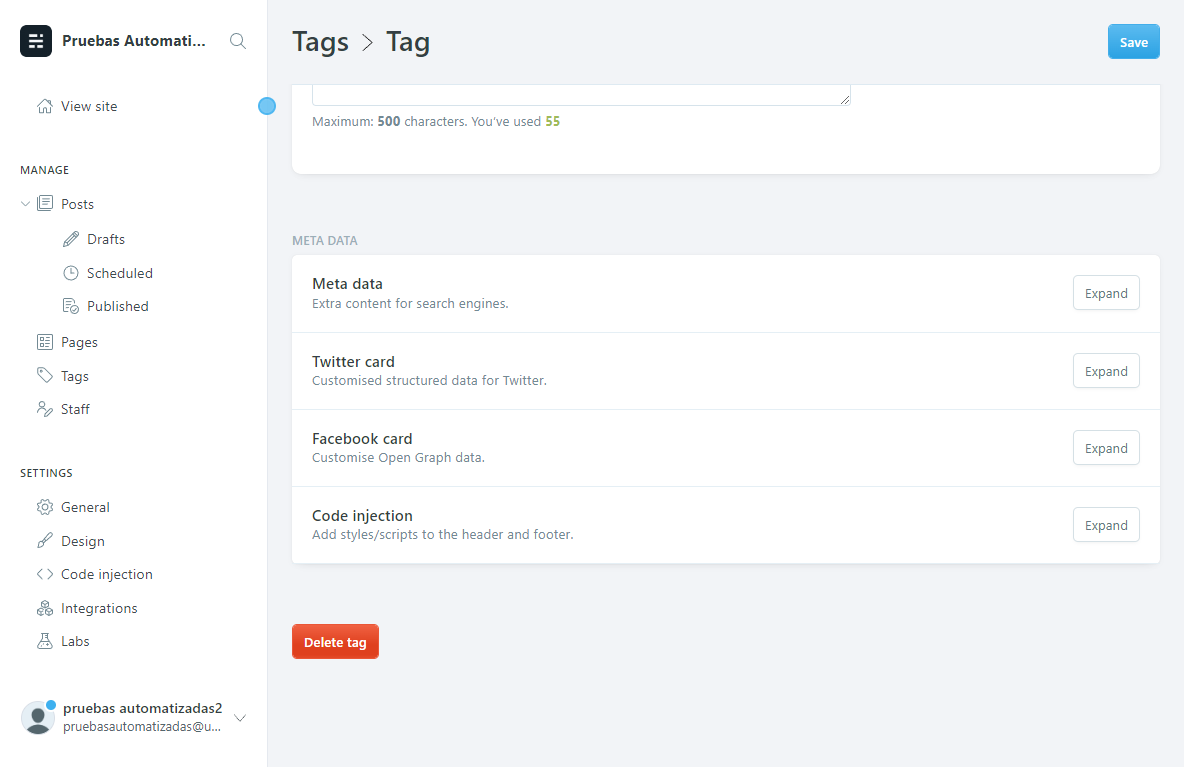 Pruebas Automati...
View site
MANAGE
Posts
Drafts
Scheduled
Published
Pages
Tags
Staff
SETTINGS
General
Design
Code injection
Integrations
Labs
pruebas automatizadas2
pruebasautomatizadas@u...
Tags > Tag
Save
Maximum: 500 characters. You've used 55
META DATA
Meta data
Extra content for search engines.
Expand
Twitter card
Customised structured data for Twitter.
Expand
Facebook card
Customise Open Graph data.
Expand
Code injection
Add styles/scripts to the header and footer.
Expand
Delete tag